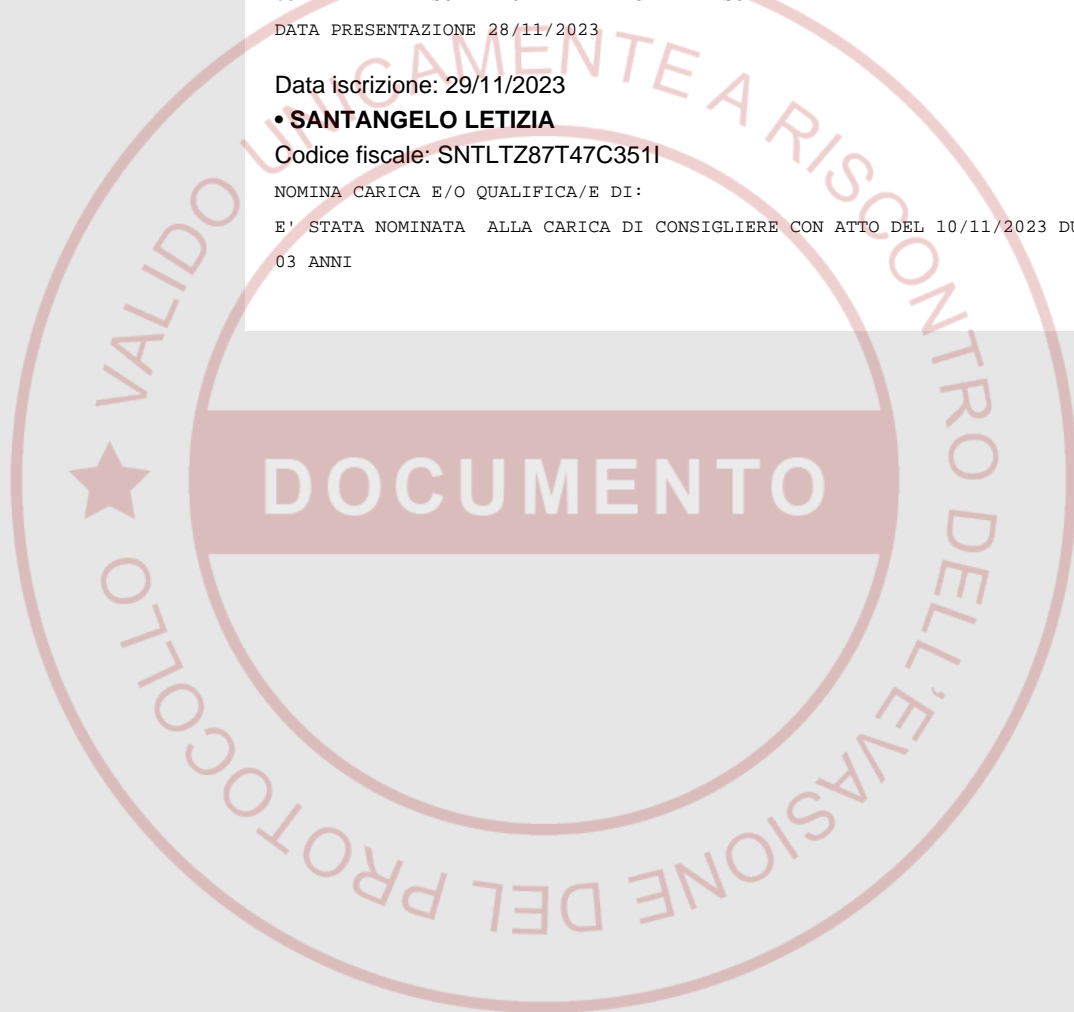 DATA PRESENTAZIONE 28/11/2023
Data iscrizione: 29/11/2023
• SANTANGELO LETIZIA
Codice fiscale: SNTLTZ87T47C351I
NOMINA CARICA E/O QUALIFICA/E DI:
E' STATA NOMINATA ALLA CARICA DI CONSIGLIERE CON ATTO DEL 10/11/2023
03 ANNI
VALIDO UNICAMENTE A RISCONTRO DELL'EVASIONE DEL PROTOCOLLO
DOCUMENTO